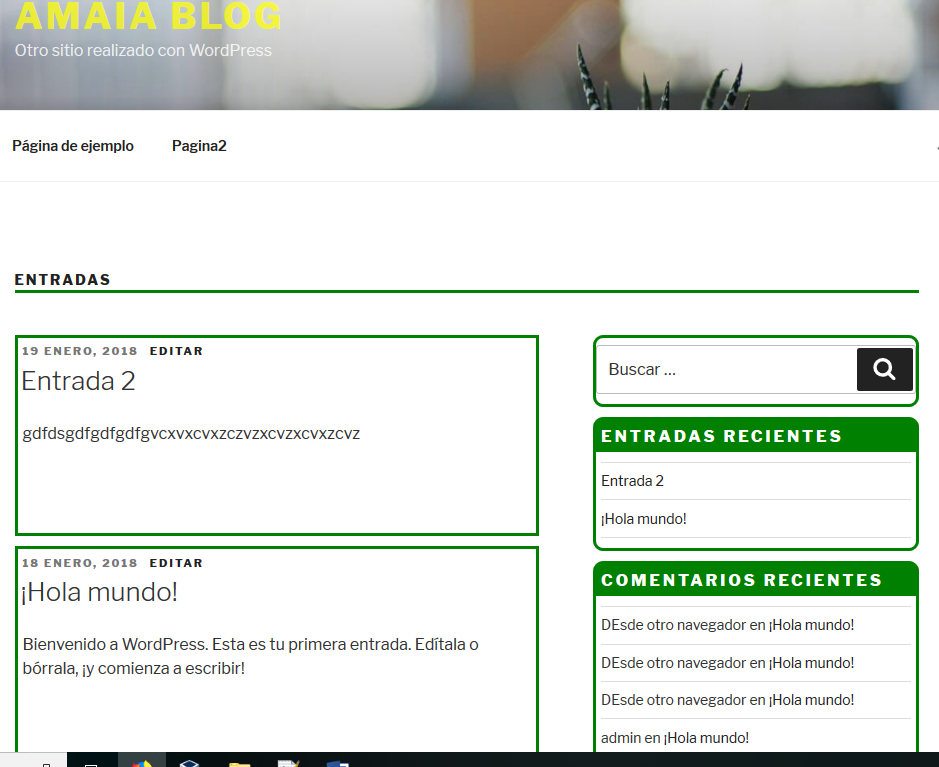 AMAIA BLOG
Otro sitio realizado con WordPress
Página de ejemplo
Pagina2
ENTRADAS
19 ENERO, 2018 EDITAR
Entrada 2
gdfdsgdfgdfgdfgvcxvxcvxzczvzxcvzxcvxzcvz
18 ENERO, 2018 EDITAR
¡Hola mundo!
Bienvenido a WordPress. Esta es tu primera entrada. Edítala o
bórrala, ¡y comienza a escribir!
Buscar ...
ENTRADAS RECIENTES
Entrada 2
¡Hola mundo!
COMENTARIOS RECIENTES
DEsde otro navegador en ¡Hola mundo!
DEsde otro navegador en ¡Hola mundo!
DEsde otro navegador en ¡Hola mundo!
admin en ¡Hola mundo!